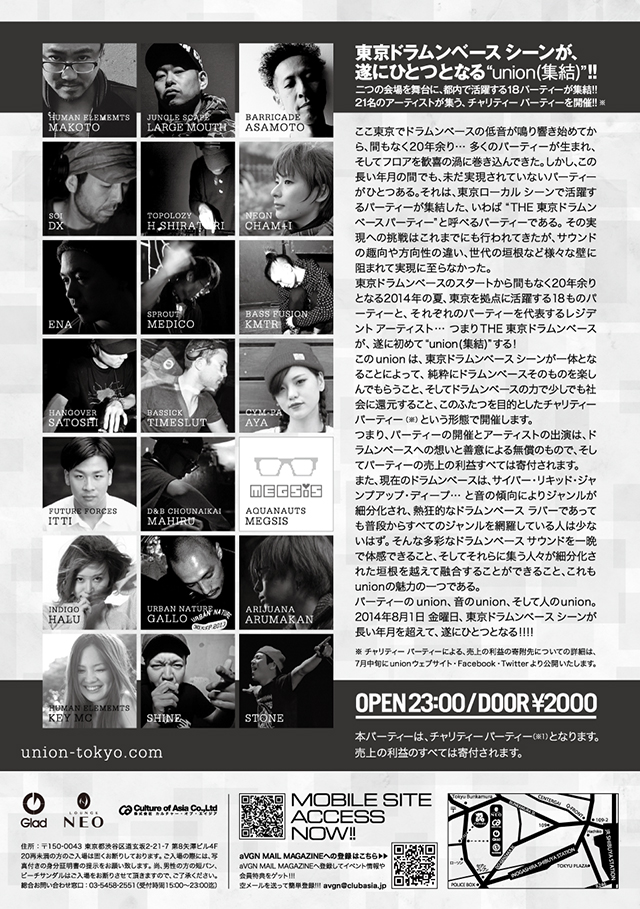 HUMAN ELEMEMTS
MAKOTO
JUNGLE SCAPE
LARGE MOUTH
BARRICADE
ASAMOTO
SOI
DX
TOPOLOZY
H.SHIRATORI
NEON
CHAM+I
ENA
SPROUT
MEDICO
BASS FUSION
KMTR
HANGOVER
SATOSHI
BASSICK
TIMESLUT
CYM-PA
AYA
FUTURE FORCES
ITTI
D&B CHOUNAIKAI
MAHIRU
MEGSIS
AQUANAUTS
MEGSIS
INDIGO
HALU
URBAN NATURE
GALLO
URBAN NATURE
ARIJUANA
ARUMAKAN
HUMAN ELEMEMTS
KEY MC
SHINE
STONE
union-tokyo.com
東京ドラムンベース シーンが、
遂にひとつとなる“union(集結)”!!
二つの会場を舞台に、都内で活躍する18パーティーが集結!!
21名のアーティストが集う、チャリティー パーティーを開催!!※
ここ東京でドラムンベースの低音が鳴り響き始めてか
ら、間もなく20年余り… 多くのパーティーが生まれ、
そしてフロアを歓喜の渦に巻き込んできた。しかし、この
長い年月の間でも、未だ実現されていないパーティー
がひとつある。それは、東京ローカル シーンで活躍す
るパーティーが集結した、いわば “THE 東京ドラムン
ベースパーティー”と呼べるパーティーである。その実
現への挑戦はこれまでにも行われてきたが、サウンド
の趣向や方向性の違い、世代の垣根など様々な壁に
阻まれて実現に至らなかった。
東京ドラムンベースのスタートから間もなく20年余り
となる2014年の夏、東京を拠点に活躍する18ものパ
ーティーと、それぞれのパーティーを代表するレジデ
ント アーティスト… つまりTHE 東京ドラムンベース
が、遂に初めて“union(集結)”する！
このunion は、東京ドラムンベース シーンが一体とな
ることによって、純粋にドラムンベースそのものを楽し
んでもらうこと、そしてドラムンベースの力で少しでも社
会に還元すること、このふたつを目的としたチャリティー
パーティー（※）という形態で開催します。
つまり、パーティーの開催とアーティストの出演は、ド
ラムンベースへの想いと善意による無償のもので、そし
てパーティーの売上の利益すべては寄付されます。
また、現在のドラムンベースは、サイバー・リキッド・ジャ
ンプアップ・ディープ… と音の傾向によりジャンルが
細分化され、熱狂的なドラムンベース ラバーであって
も普段からすべてのジャンルを網羅している人は少な
いはず。そんな多彩なドラムンベース サウンドを一晩
で体感できること、そしてそれらに集う人々が細分化さ
れた垣根を越えて融合することができること、これも
unionの魅力の一つである。
パーティーのunion、音のunion、そして人のunion。
2014年8月1日 金曜日、東京ドラムンベース シーンが
長い年月を超えて、遂にひとつとなる!!!!
※ チャリティー パーティーによる、売上の利益の寄附先についての詳細は、
7月中旬にunionウェブサイト・Facebook・Twitterより公開いたします。
OPEN 23:00/DOOR ¥2000
本パーティーは、チャリティー パーティー(※1)となります。
売上の利益のすべては寄付されます。
Glad
LOUNGE
NEO
Culture of Asia Co.,Ltd
株式会社 カルチャー・オブ・エイジア
住所：〒150-0043 東京都渋谷区道玄坂2-21-7 第8矢澤ビル4F
20再未満の方のご入場は固くお断りしております。ご入場の際には、写
真付きの身分証明書の提示をお願い致します。尚、男性の方の短パン、
ビーチサンダルはご入場をお断りさせて頂きますので、ご了承ください。
総合お問い合わせ窓口：03-5458-2551（受付時間15:00〜23:00迄）
MOBILE SITE
ACCESS
NOW!!
aVGN MAIL MAGAZINEへの登録はこちら
aVGN MAIL MAGAZINEへ登録してイベント情報や
会員特典をゲット!!!
空メールを送って簡単登録!!! avgn@clubasia.jp
Tokyo Bunkamura
CENTERGAI
Q-FRONT
109-2
hachiko
109
ローソン
セブンイレブン
INOGASHIRA SHIBUYA STATION
TOKYU PLAZA
JR SHIBUYA STATION
POLICE BOX